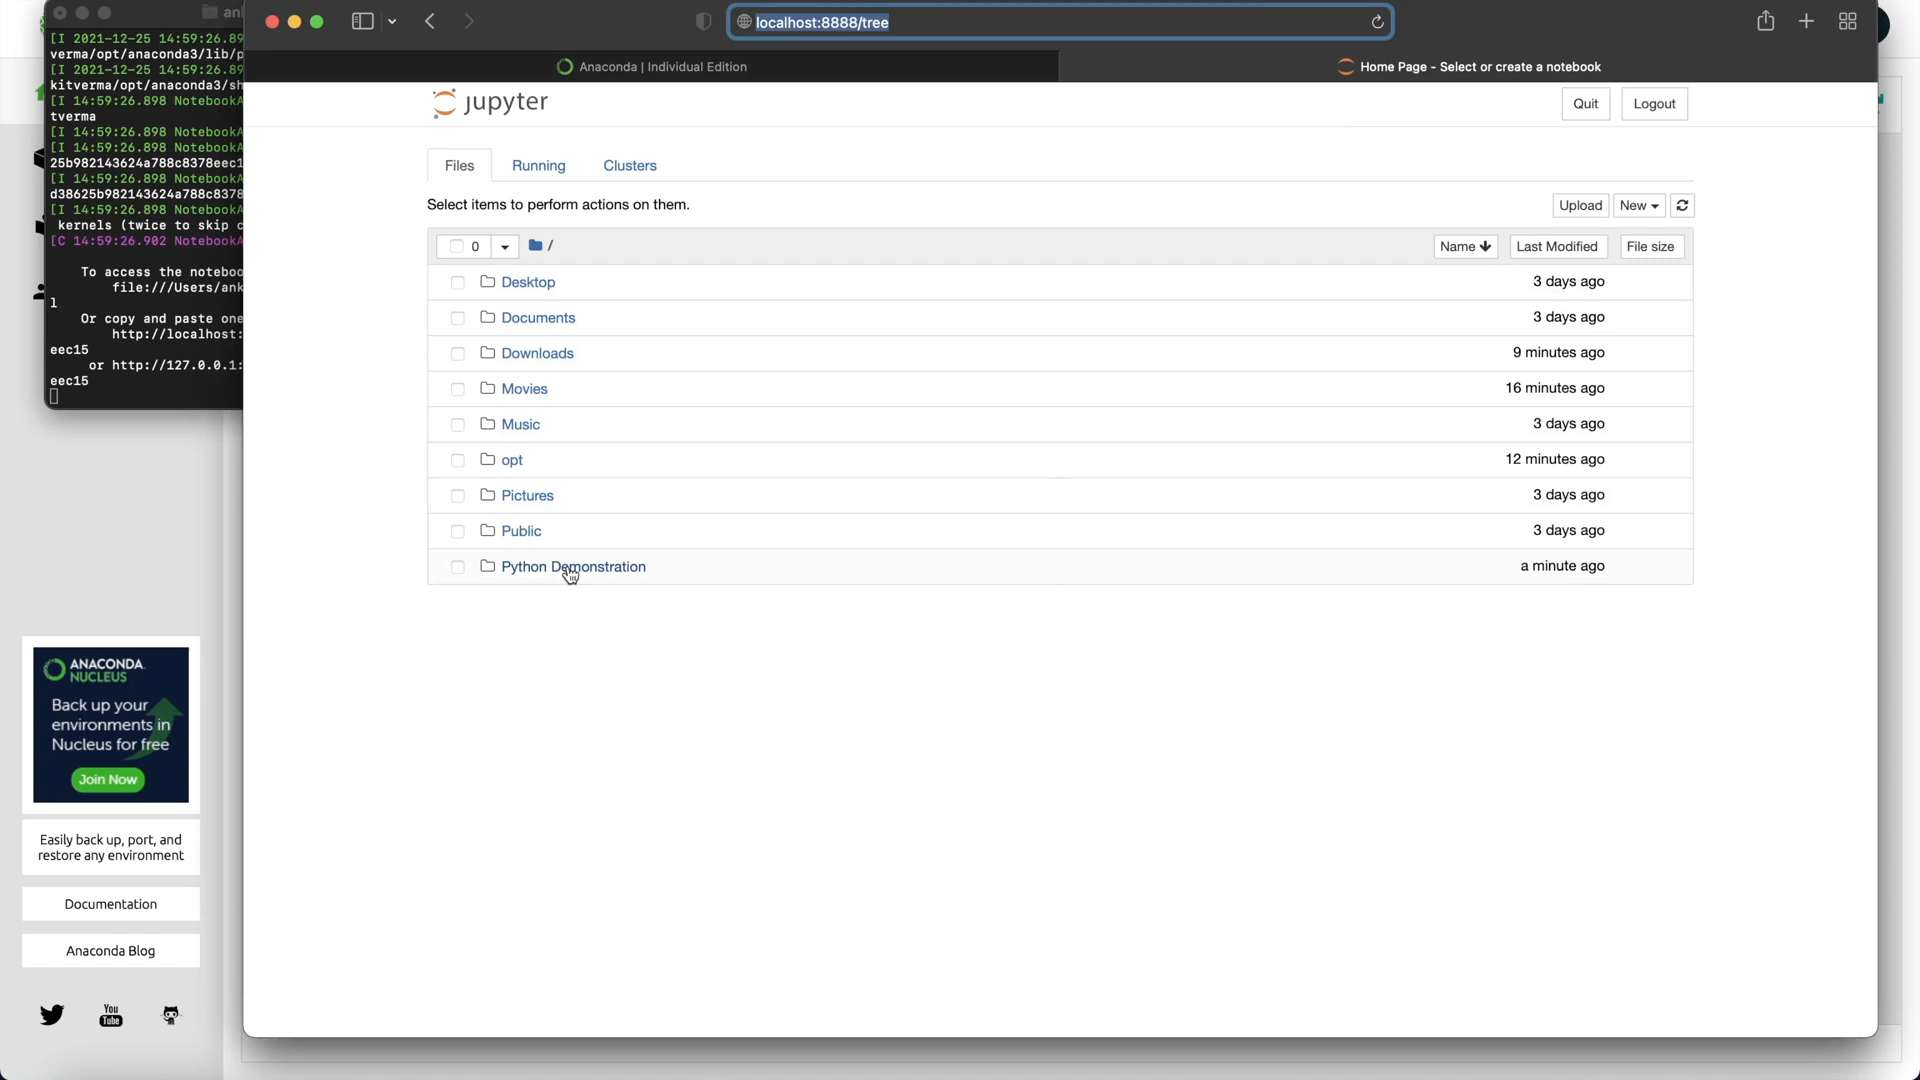 [I 2021-12-25 14:59:26.89
verma/opt/anaconda3/lib/p
[I 2021-12-25 14:59:26.89
kitverma/opt/anaconda3/sh
[I 14:59:26.898 NotebookA
tverma
[I 14:59:26.898 NotebookA
[I 14:59:26.898 NotebookA
25b982143624a788c8378eec1
[I 14:59:26.898 NotebookA
d38625b982143624a788c8378
[I 14:59:26.898 NotebookA
kernels (twice to skip c
[C 14:59:26.902 NotebookA
To access the noteboo
file:///Users/ank
l
Or copy and paste one
http://localhost:
eec15
or http://127.0.0.1:
eec15
localhost:8888/tree
Anaconda | Individual Edition
Home Page - Select or create a notebook
jupyter
Quit
Logout
Files
Running
Clusters
Select items to perform actions on them.
Upload
New
0
/
Name
Last Modified
File size
Desktop
3 days ago
Documents
3 days ago
Downloads
9 minutes ago
Movies
16 minutes ago
Music
3 days ago
opt
12 minutes ago
Pictures
3 days ago
Public
3 days ago
Python Demonstration
a minute ago
ANACONDA.
NUCLEUS
Back up your
environments in
Nucleus for free
Join Now
Easily back up, port, and
restore any environment
Documentation
Anaconda Blog
You
Tube